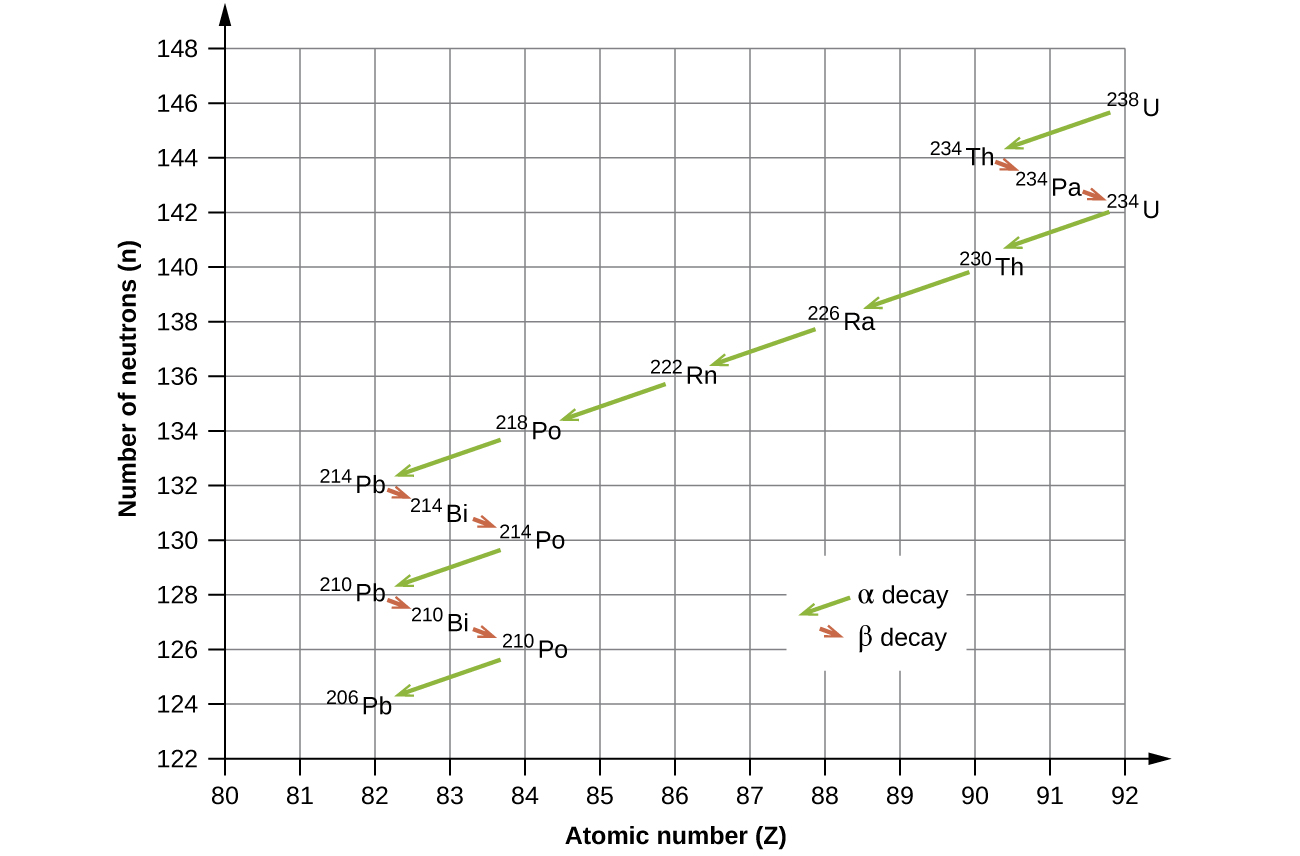 148
146
144
142
140
138
136
134
132
130
128
126
124
122
Number of neutrons (n)
238U
234Th
234Pa
234U
230Th
226Ra
222Rn
218Po
214Pb
214Bi
214Po
210Pb
210Bi
210Po
206Pb
α decay
β decay
80 81 82 83 84 85 86 87 88 89 90 91 92
Atomic number (Z)